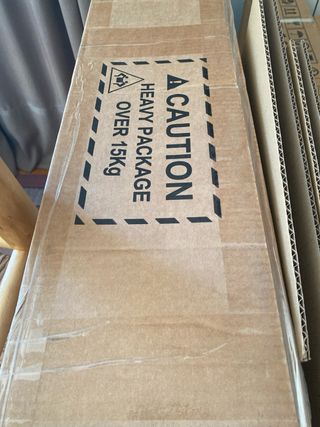 CAUTION
HEAVY PACKAGE
OVER 15Kg